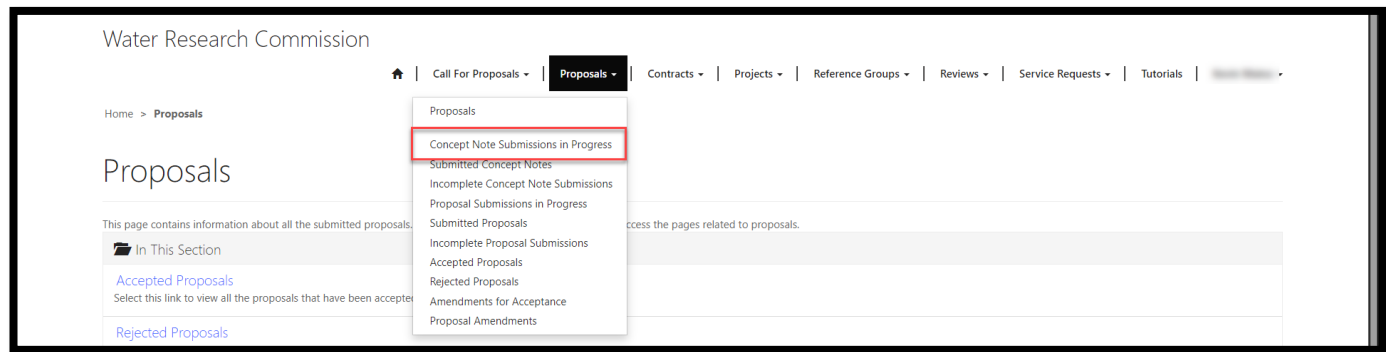 Water Research Commission
Call For Proposals | Proposals | Contracts | Projects | Reference Groups | Reviews | Service Requests | Tutorials |
Home > Proposals
Proposals
Concept Note Submissions in Progress
Submitted Concept Notes
Incomplete Concept Note Submissions
Proposal Submissions in Progress
Submitted Proposals
Incomplete Proposal Submissions
Accepted Proposals
Rejected Proposals
Amendments for Acceptance
Proposal Amendments
Proposals
This page contains information about all the submitted proposals. cess the pages related to proposals.
In This Section
Accepted Proposals
Select this link to view all the proposals that have been accepted
Rejected Proposals